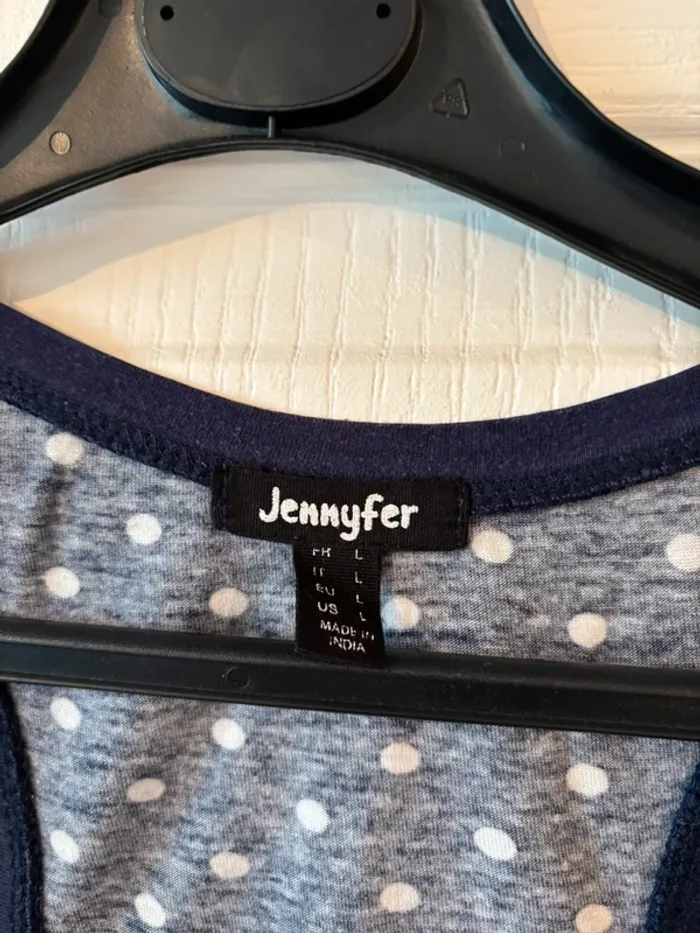 Jennyfer
FR L
IT L
EU L
US L
MADE IN
INDIA